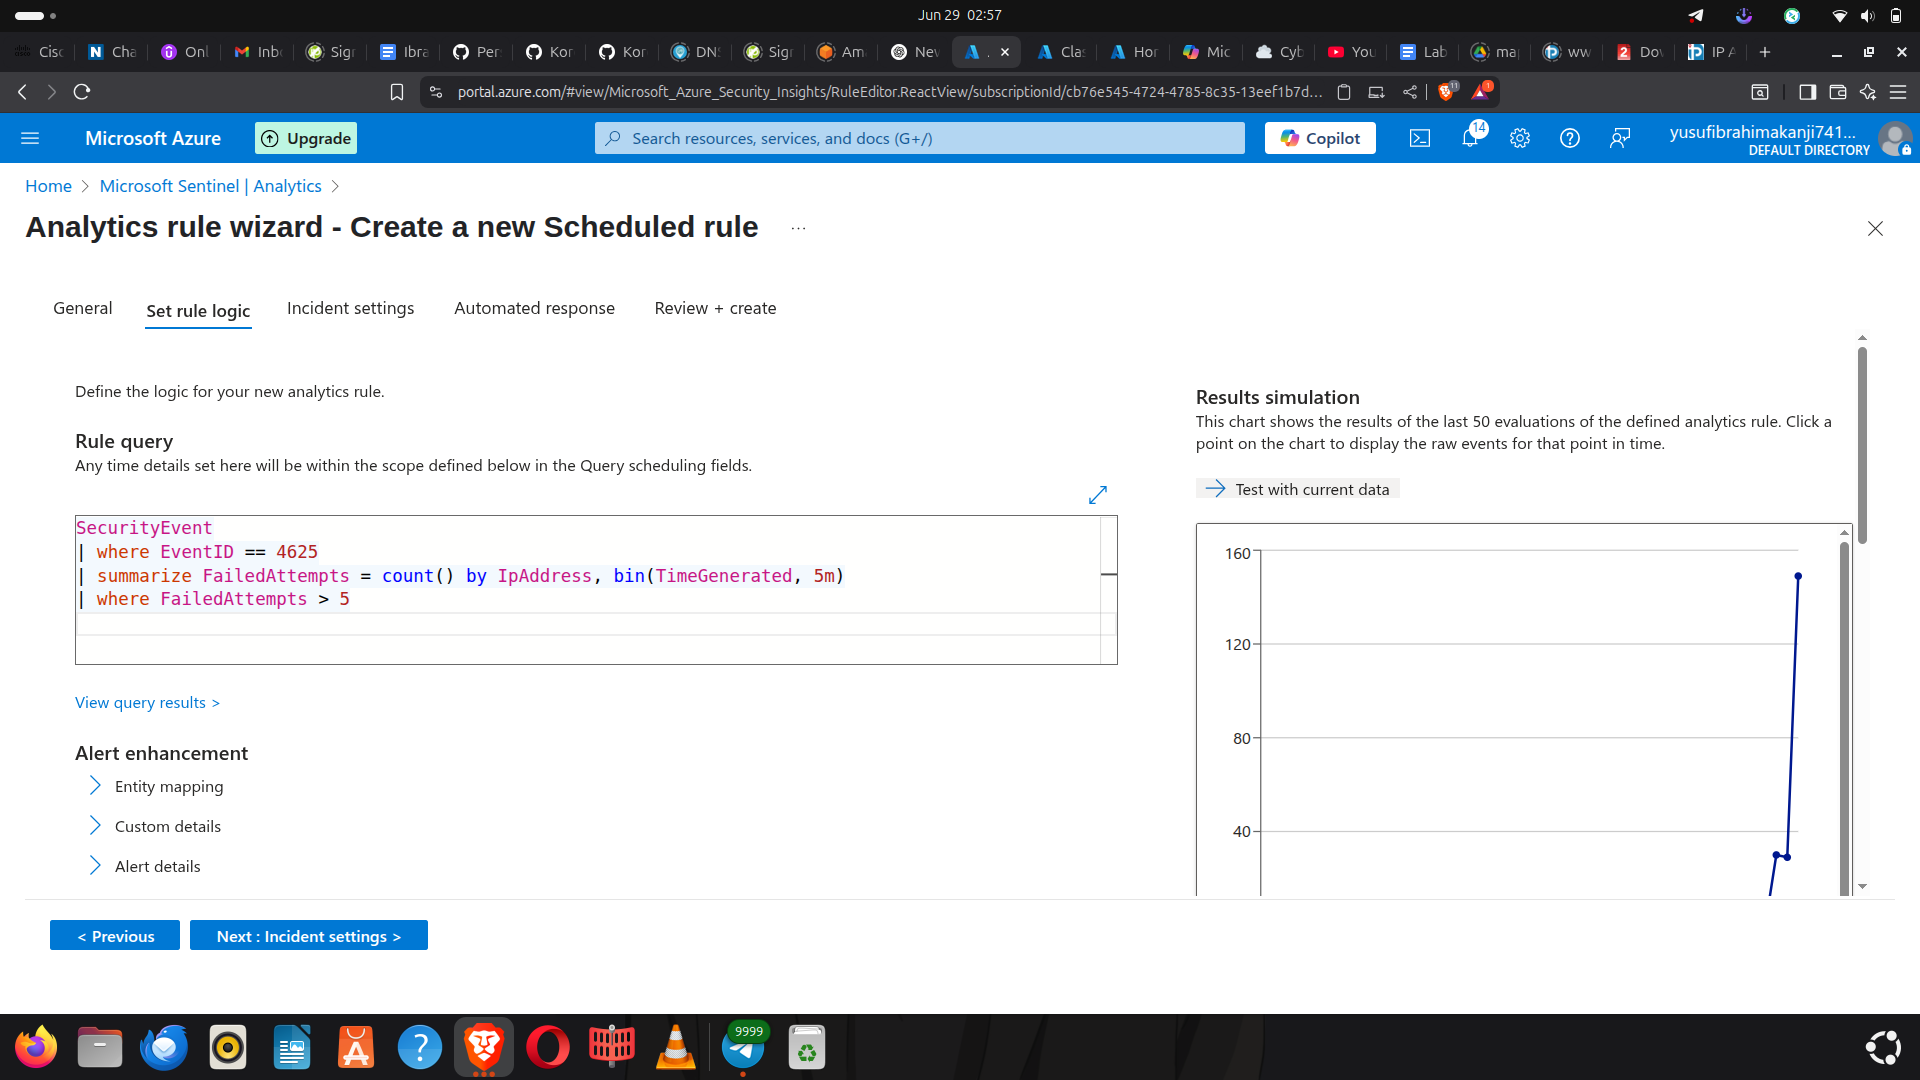 Jun 29 02:57
Cisc
Cha
Onl
Inbo
Sign
Ibra
Per
Kor
Kor
DNS
Sig
Am
Nev
Clas
Hor
Mic
Cyb
You
Lab
map
ww
Do
IP A
portal.azure.com/#view/Microsoft_Azure_Security_Insights/RuleEditor.ReactView/subscriptionId/cb76e545-4724-4785-8c35-13eef1b7d...
11
1
Microsoft Azure
Upgrade
Search resources, services, and docs (G+/)
Copilot
14
yusufibrahimakanji741...
DEFAULT DIRECTORY
Home > Microsoft Sentinel | Analytics >
Analytics rule wizard - Create a new Scheduled rule ...
General
Set rule logic
Incident settings
Automated response
Review + create
Define the logic for your new analytics rule.
Rule query
Any time details set here will be within the scope defined below in the Query scheduling fields.
SecurityEvent
| where EventID == 4625
| summarize FailedAttempts = count() by IpAddress, bin(TimeGenerated, 5m)
| where FailedAttempts > 5
View query results >
Alert enhancement
Entity mapping
Custom details
Alert details
Results simulation
This chart shows the results of the last 50 evaluations of the defined analytics rule. Click a
point on the chart to display the raw events for that point in time.
Test with current data
160
120
80
40
< Previous
Next : Incident settings >
9999